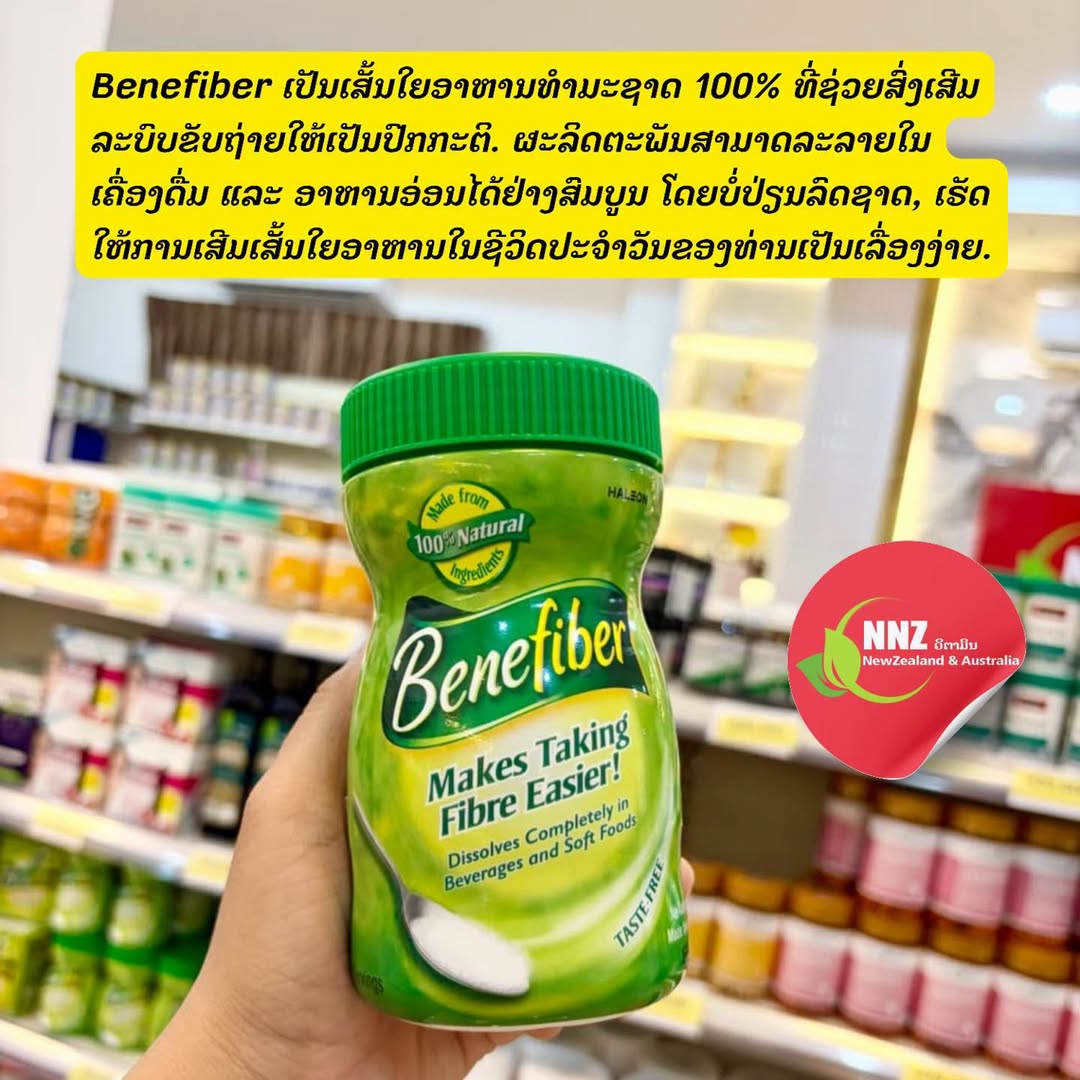 Benefiber ເປັນເສັ້ນໃຍອາຫານທຳມະຊາດ 100% ທີ່ຊ່ວຍສົ່ງເສີມ
ລະບົບຂັບຖ່າຍໃຫ້ເປັນປົກກະຕິ. ຜະລິດຕະພັນສາມາດລະລາຍໃນ
ເຄື່ອງດື່ມ ແລະ ອາຫານອ່ອນໄດ້ຢ່າງສົມບູນ ໂດຍບໍ່ປ່ຽນລົດຊາດ, ເຮັດ
ໃຫ້ການເສີມເສັ້ນໃຍອາຫານໃນຊີວິດປະຈຳວັນຂອງທ່ານເປັນເລື່ອງງ່າຍ.
HALEON
Made from
100% Natural
Ingredients
Benefiber
Makes Taking
Fibre Easier!
Dissolves Completely in
Beverages and Soft Foods
TASTE-FREE
NNZ ວິຕາມິນ
NewZealand & Australia